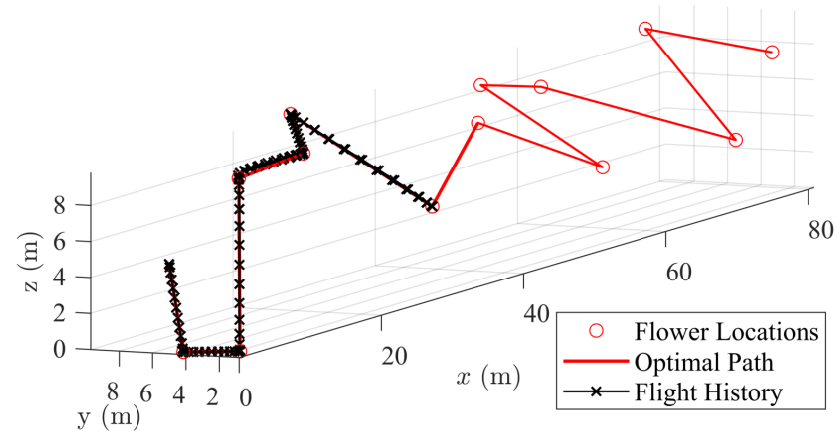 8
6
4
2
0
z (m)
8 6 4 2 0
y (m)
20 40 60 80
x (m)
Flower Locations
Optimal Path
Flight History